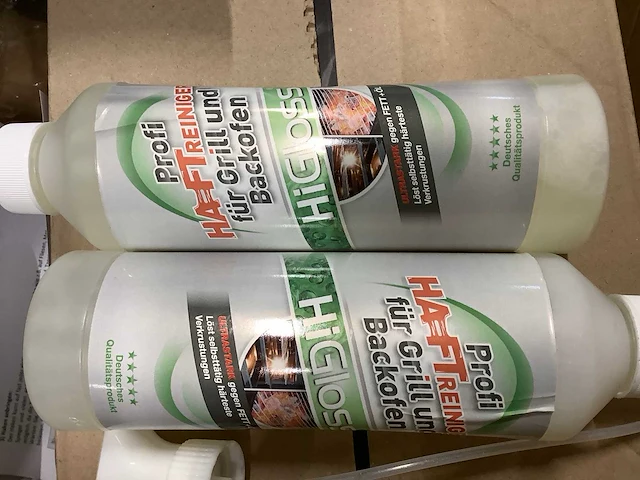 Profi
HAFTREINIGER
für Grill und
Backofen
HiGloss
ULTRASTARK gegen FETT + ÖL
Löst selbsttätig härteste
Verkrustungen
★★★★★
Deutsches
Qualitätsprodukt
Profi
HAFTREINIGE
für Grill und
Backofen
HiGloss
ULTRASTARK gegen FETT
Löst selbsttätig härteste
Verkrustungen
★★★★★
Deutsches
Qualitätsprodukt